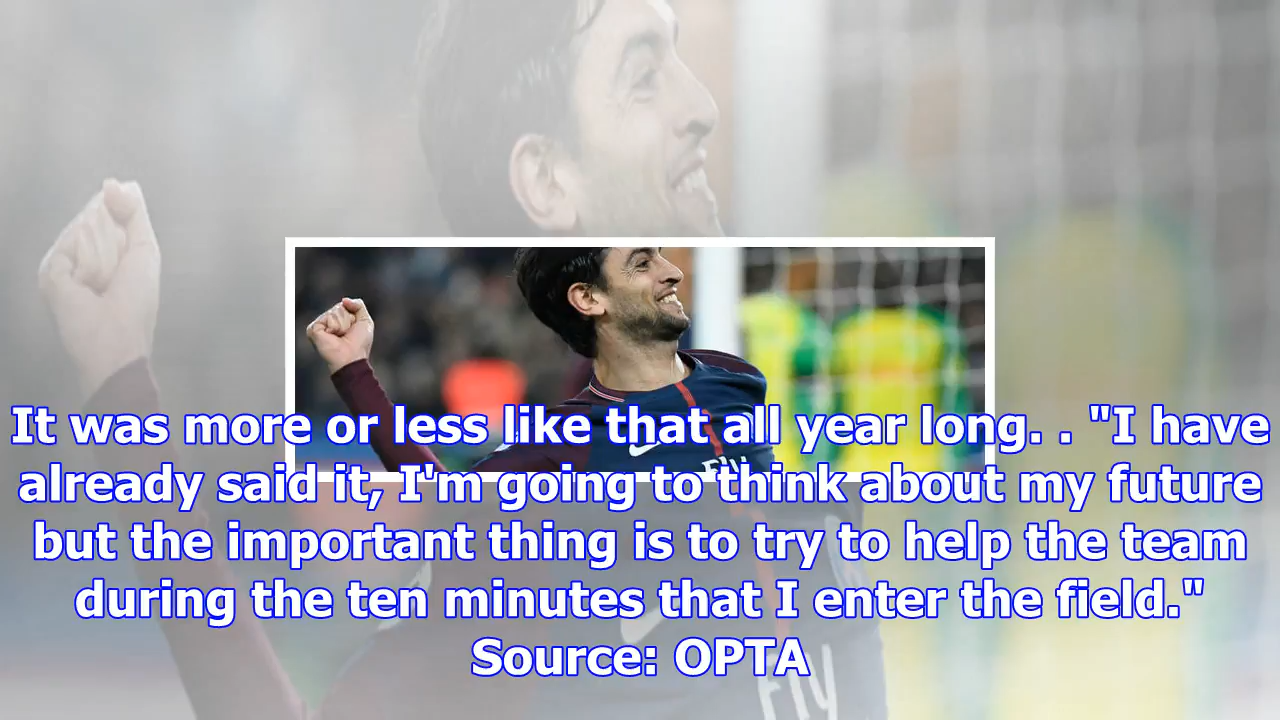 It was more or less like that all year long. . "I have
already said it, I'm going to think about my future
but the important thing is to try to help the team
during the ten minutes that I enter the field."
Source: OPTA
Fly
Fly